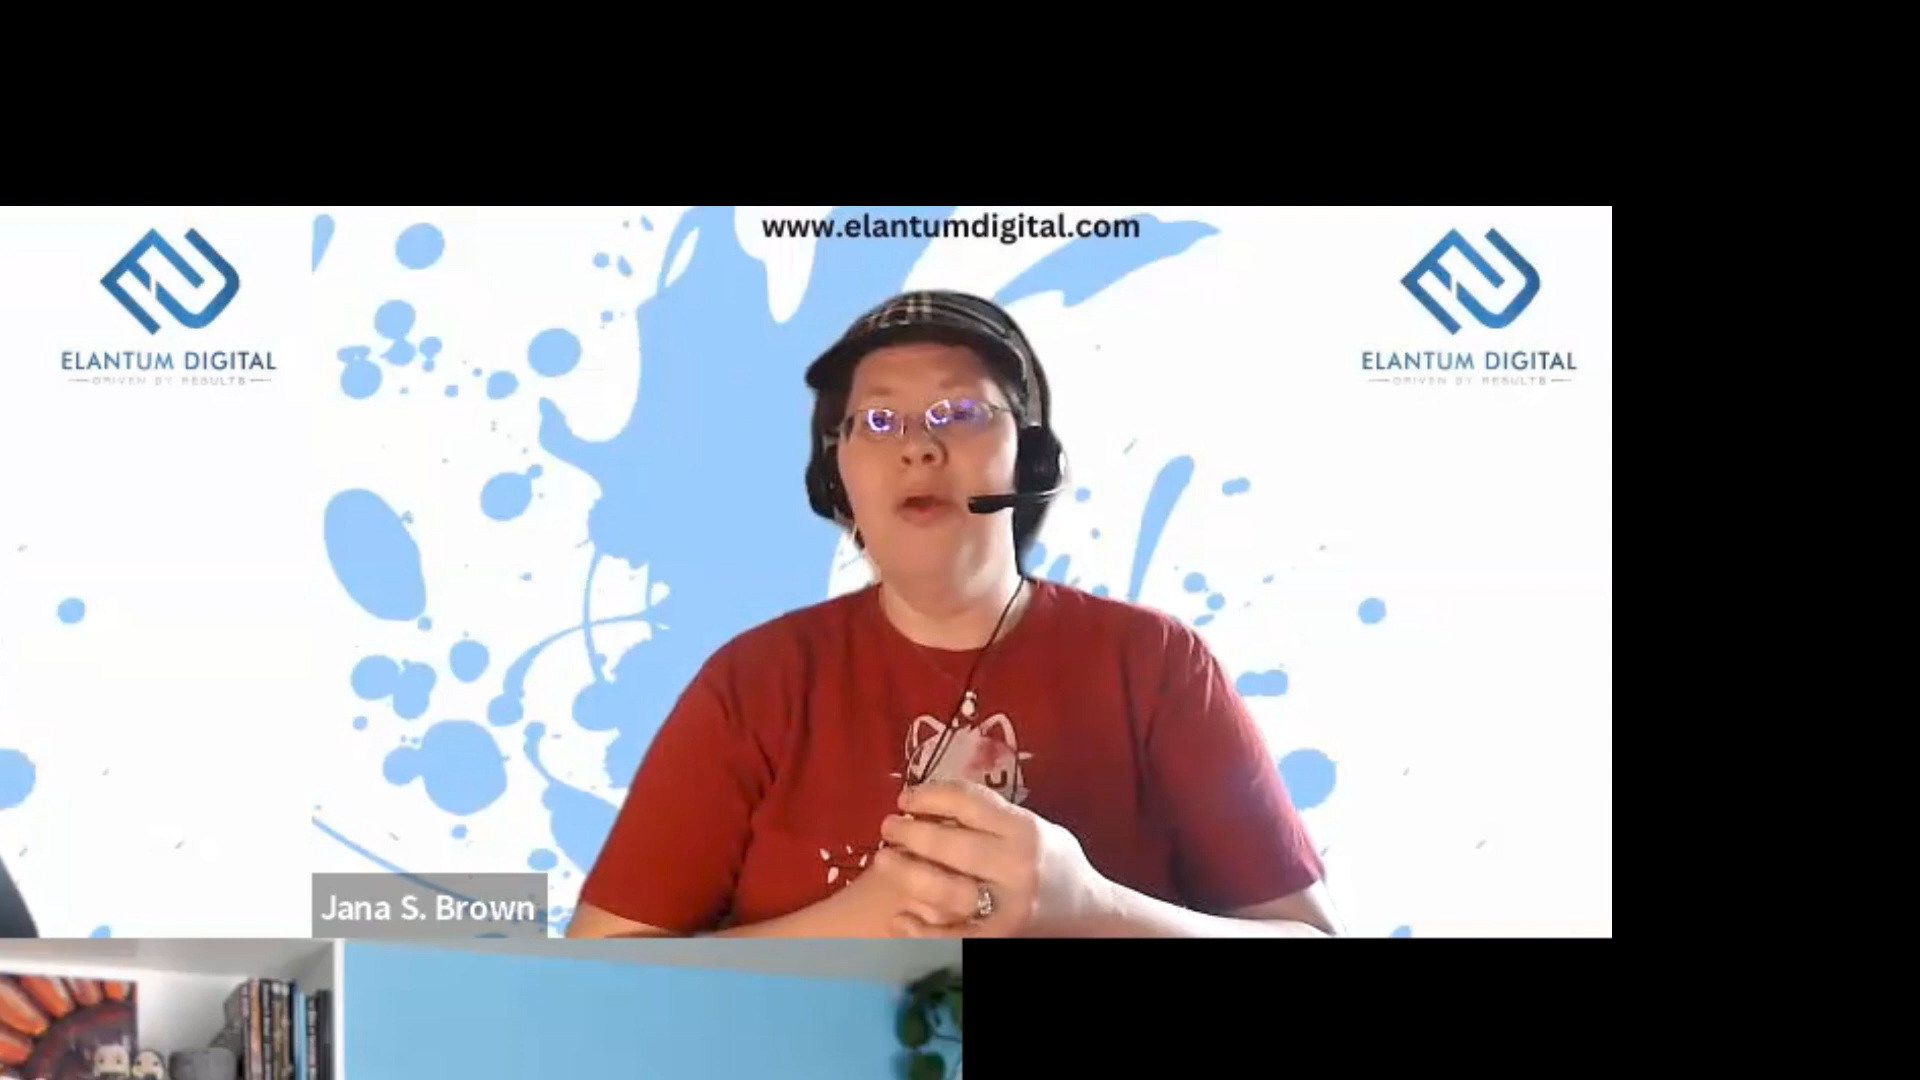 www.elantumdigital.com
ELANTUM DIGITAL
DRIVEN BY RESULTS
ELANTUM DIGITAL
DRIVEN BY RESULTS
Jana S. Brown